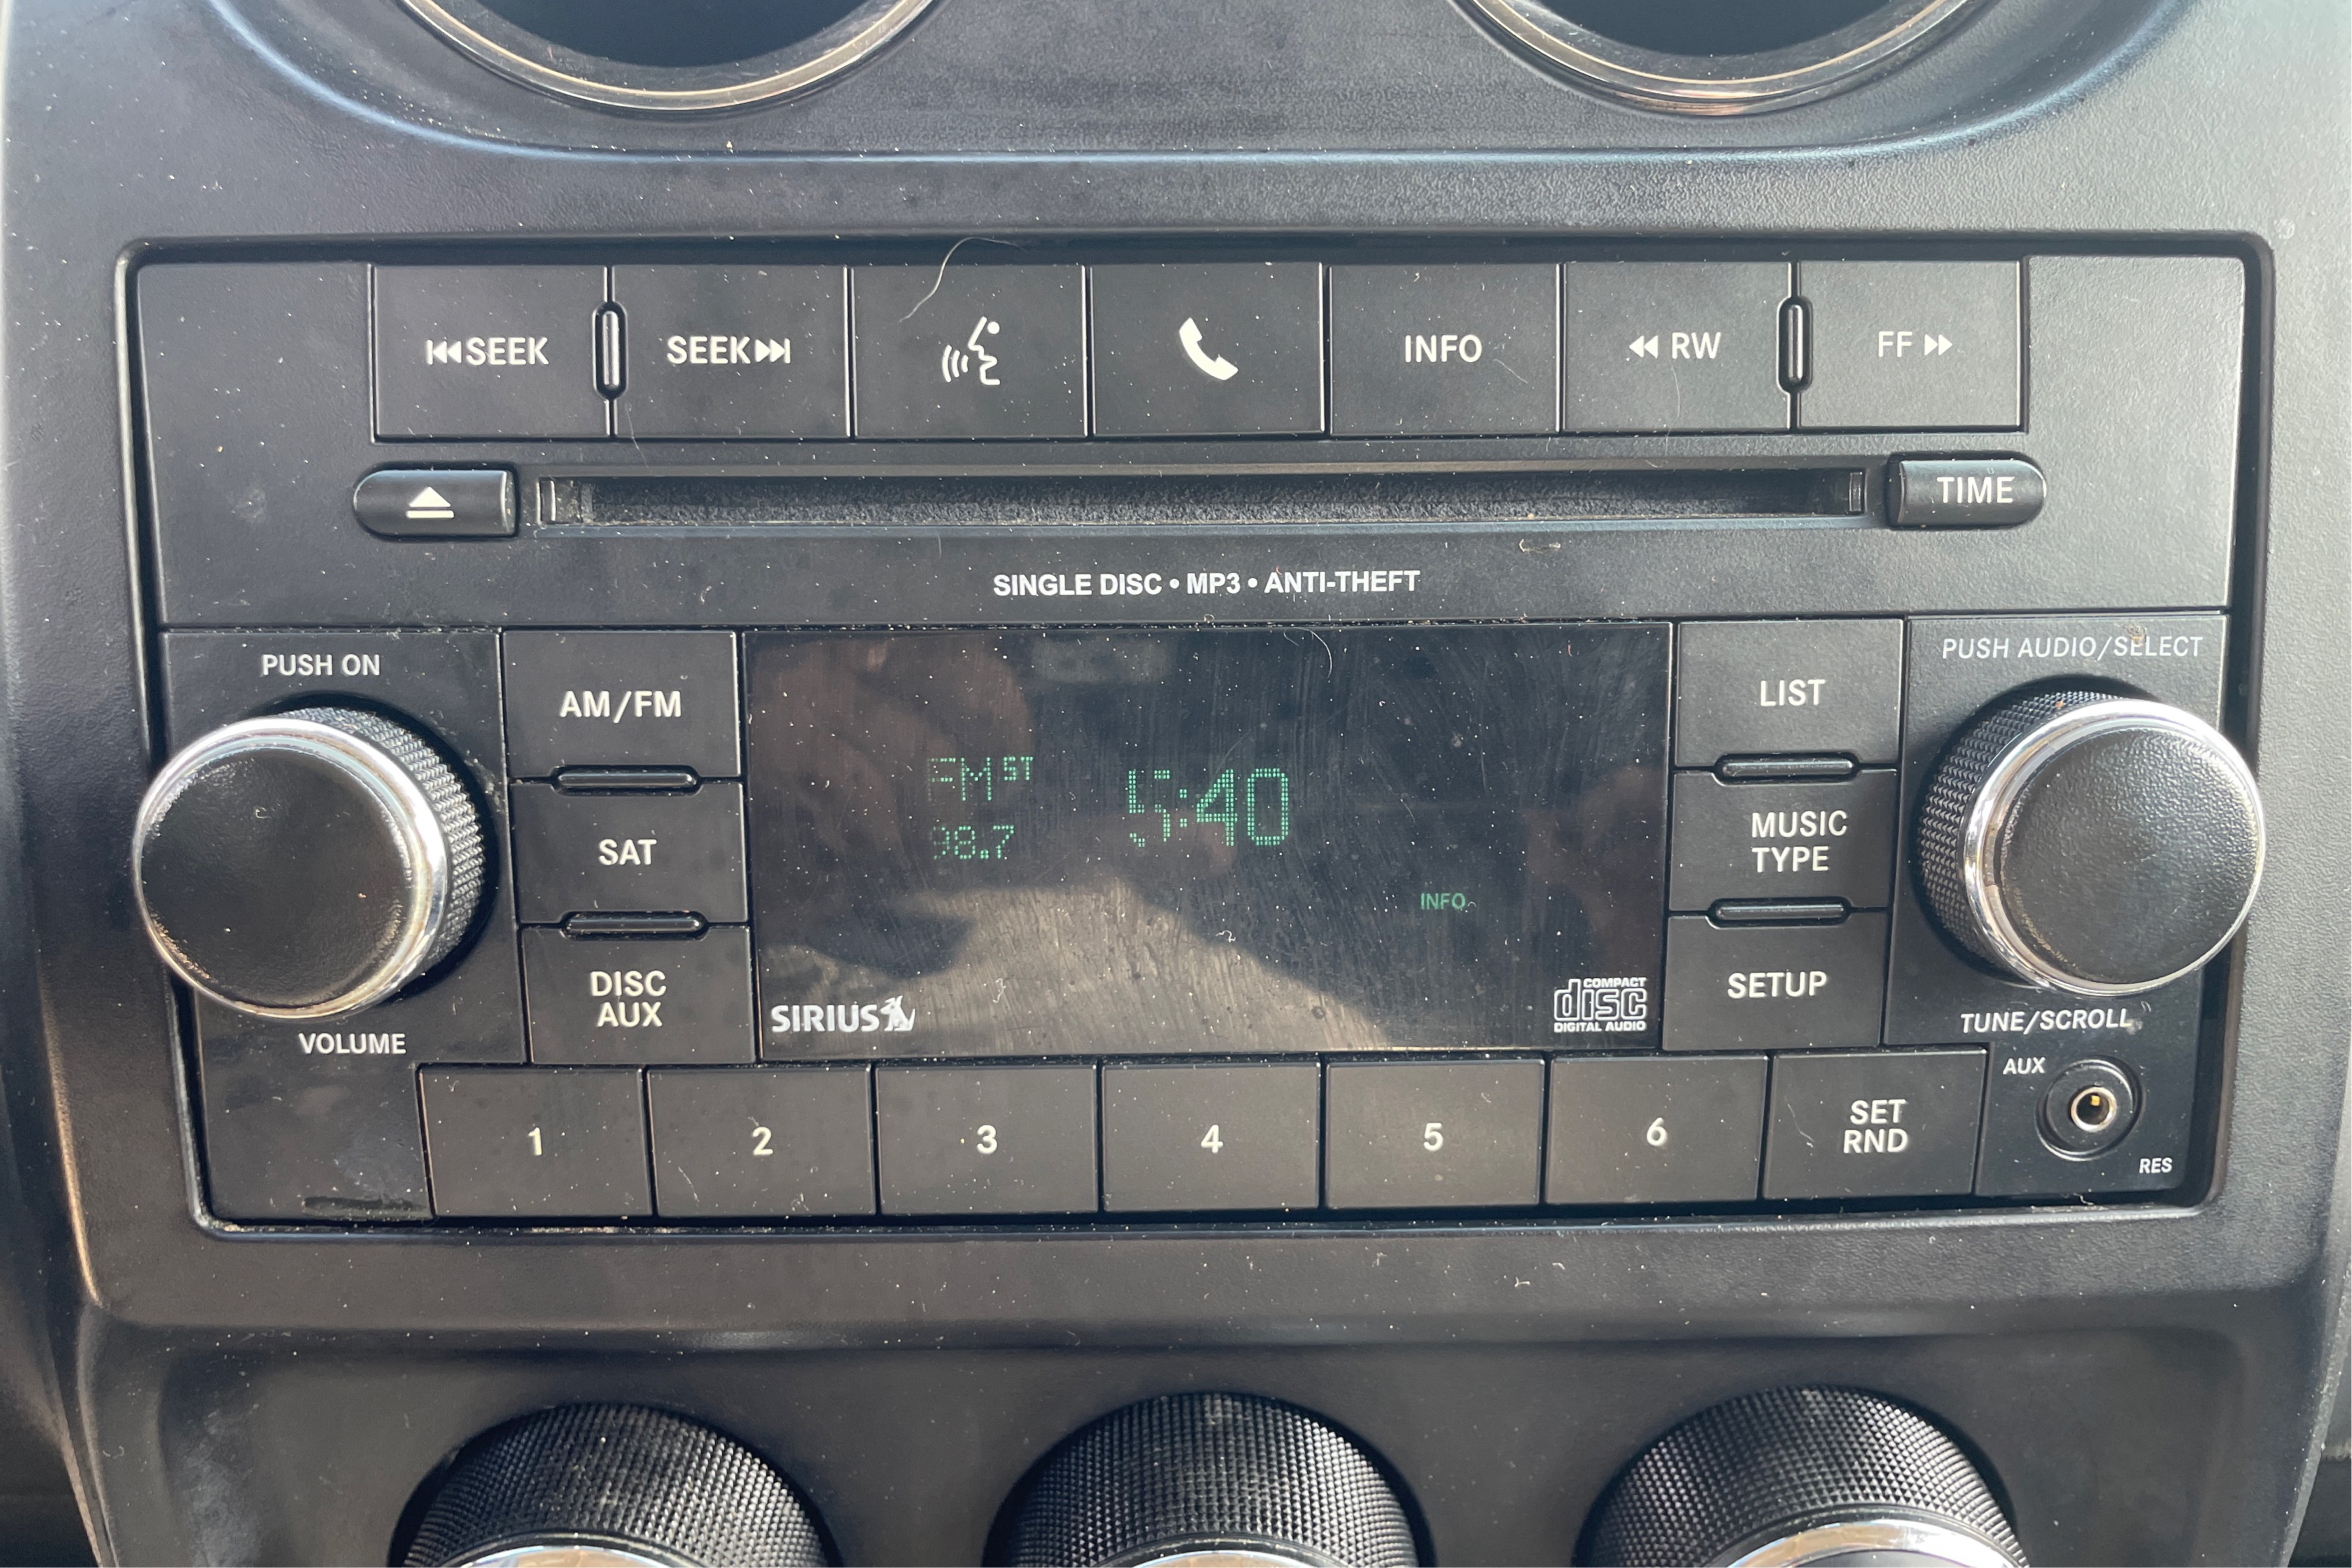 SEEK
SEEK
INFO
RW
FF
TIME
SINGLE DISC • MP3 • ANTI-THEFT
PUSH ON
AM/FM
LIST
PUSH AUDIO/SELECT
FM ST
5:40
98.7
SAT
MUSIC
TYPE
INFO
DISC
AUX
SIRIUS
COMPACT
disc
DIGITAL AUDIO
SETUP
VOLUME
TUNE/SCROLL
1
2
3
4
5
6
SET
RND
AUX
RES